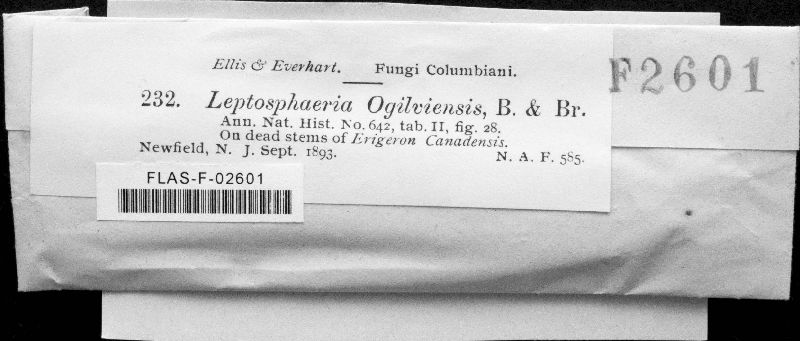 Ellis & Everhart. Fungi Columbiani.
F2601
232. Leptosphaeria Ogilviensis, B. & Br.
Ann. Nat. Hist. No. 642, tab. II, fig. 28.
On dead stems of Erigeron Canadensis.
Newfield, N. J. Sept. 1893.
N. A. F. 585.
FLAS-F-02601